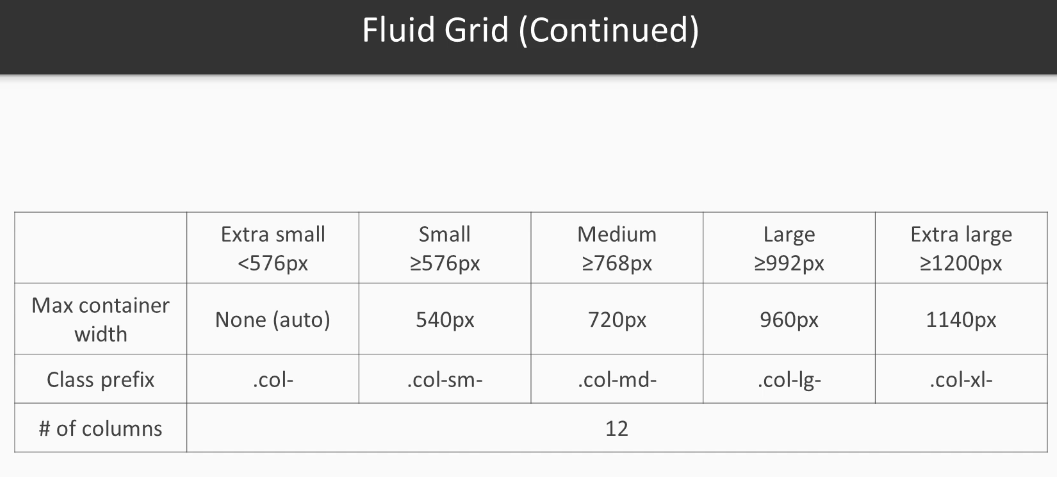 Fluid Grid (Continued)
Extra small Small Medium Large Extra large
<576px ≥576px ≥768px ≥992px ≥1200px
Max container
width None (auto) 540px 720px 960px 1140px
Class prefix .col- .col-sm- .col-md- .col-lg- .col-xl-
# of columns 12